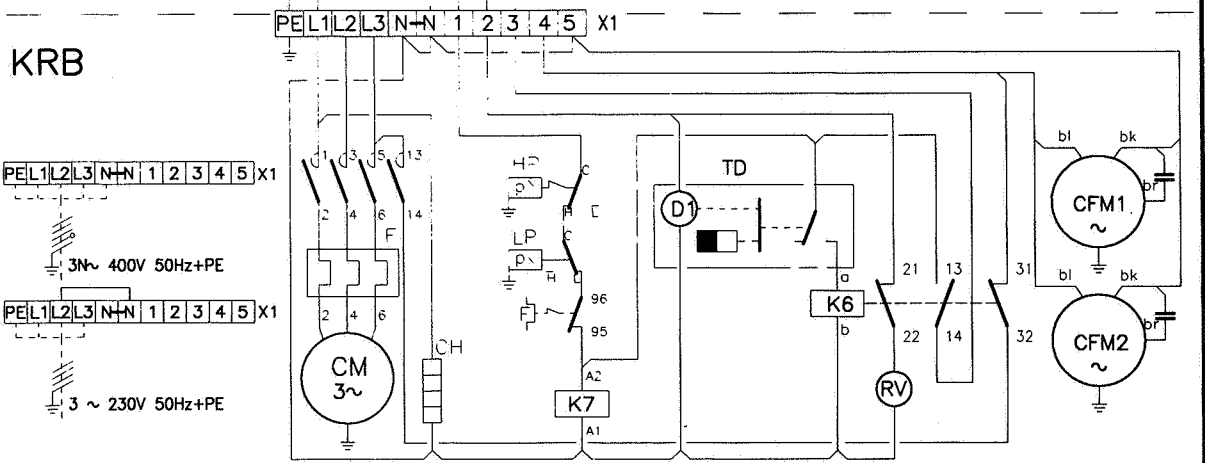 PE L1 L2 L3 N N 1 2 3 4 5 X1
KRB
bl bk
PE L1 L2 L3 N N 1 2 3 4 5 X1
1 3 5 13
HP C
P
TD
br
CFM1
~
D1
2 4 6 14
H
F
LP C
P
H
3N~ 400V 50Hz+PE
a 21 13 31
bl bk
PE L1 L2 L3 N N 1 2 3 4 5 X1
2 4 6
F 96
95
K6
b 22 14 32
br
CFM2
~
CM
3~
CH
A2
K7
A1
RV
3 ~ 230V 50Hz+PE